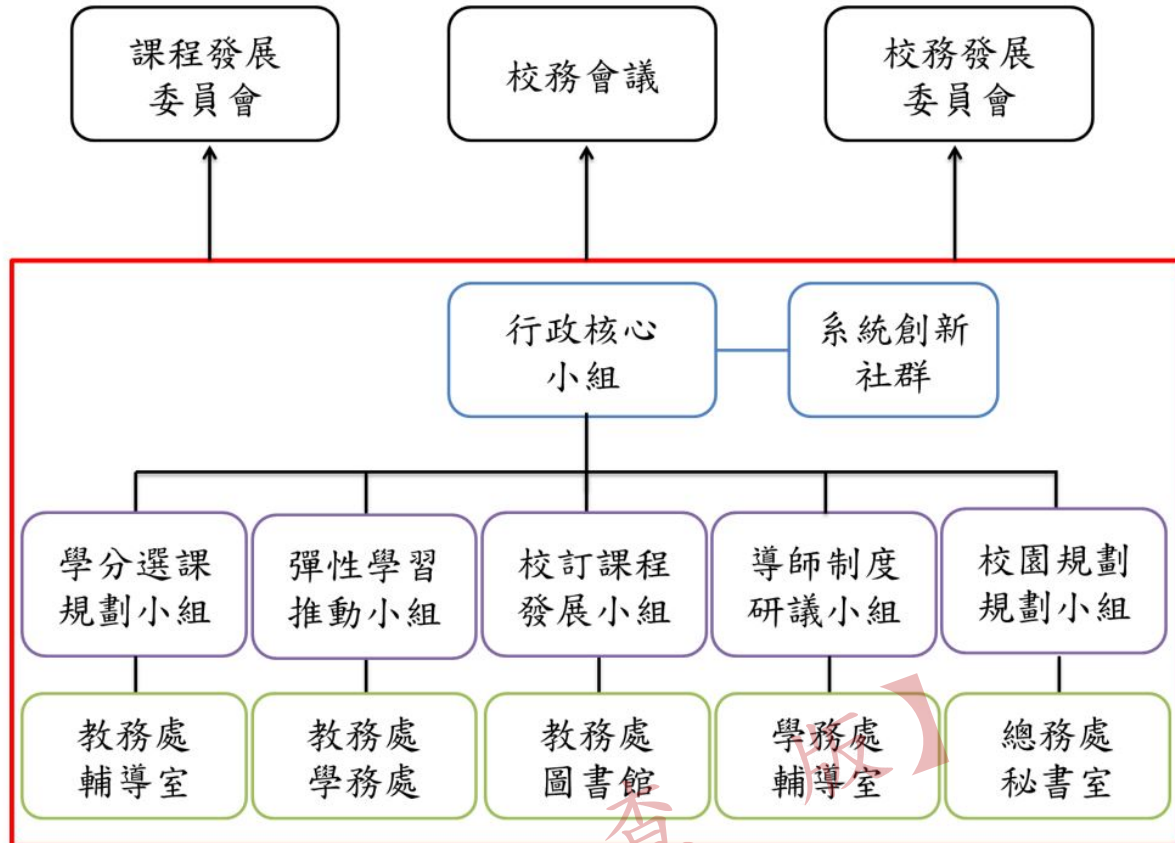 課程發展
委員會
校務會議
校務發展
委員會
行政核心
小組
系統創新
社群
學分選課
規劃小組
彈性學習
推動小組
校訂課程
發展小組
導師制度
研議小組
校園規劃
規劃小組
教務處
輔導室
教務處
學務處
教務處
圖書館
學務處
輔導室
總務處
秘書室
查
版】